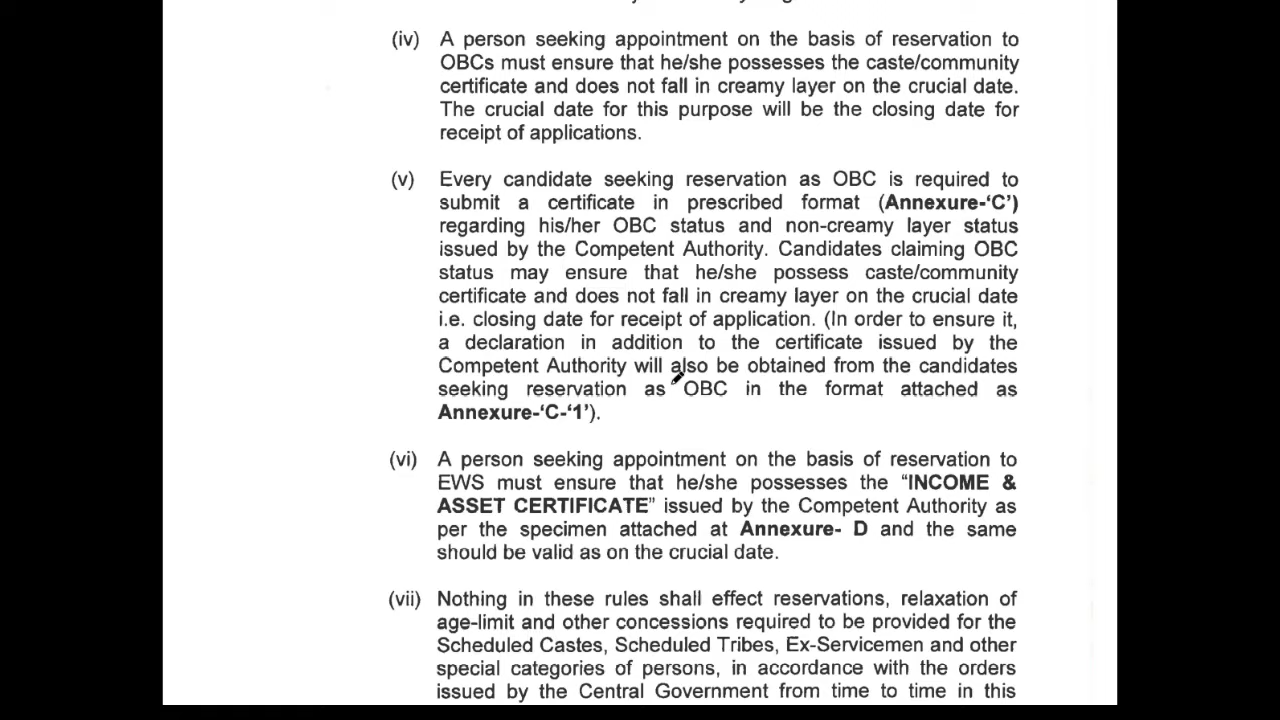 (iv) A person seeking appointment on the basis of reservation to
OBCs must ensure that he/she possesses the caste/community
certificate and does not fall in creamy layer on the crucial date.
The crucial date for this purpose will be the closing date for
receipt of applications.
(v) Every candidate seeking reservation as OBC is required to
submit a certificate in prescribed format (Annexure-‘C’)
regarding his/her OBC status and non-creamy layer status
issued by the Competent Authority. Candidates claiming OBC
status may ensure that he/she possess caste/community
certificate and does not fall in creamy layer on the crucial date
i.e. closing date for receipt of application. (In order to ensure it,
a declaration in addition to the certificate issued by the
Competent Authority will also be obtained from the candidates
seeking reservation as OBC in the format attached as
Annexure-‘C-‘1’).
(vi) A person seeking appointment on the basis of reservation to
EWS must ensure that he/she possesses the “INCOME &
ASSET CERTIFICATE” issued by the Competent Authority as
per the specimen attached at Annexure- D and the same
should be valid as on the crucial date.
(vii) Nothing in these rules shall effect reservations, relaxation of
age-limit and other concessions required to be provided for the
Scheduled Castes, Scheduled Tribes, Ex-Servicemen and other
special categories of persons, in accordance with the orders
issued by the Central Government from time to time in this